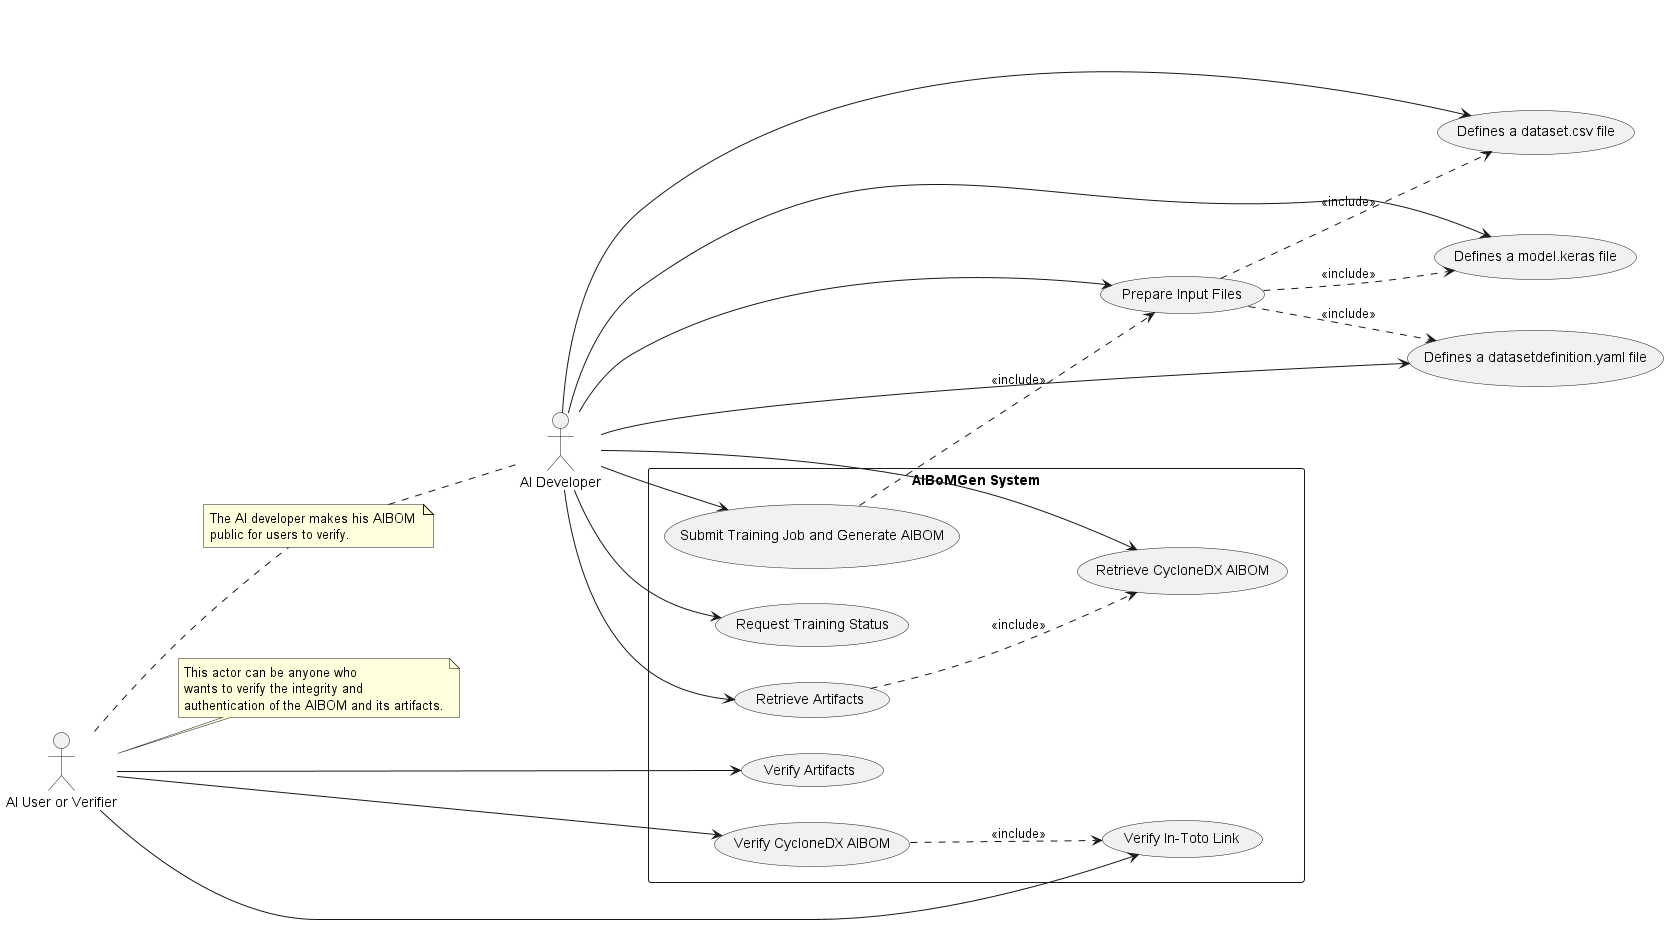 Defines a dataset.csv file
«include»
Defines a model.keras file
«include»
Prepare Input Files
«include»
Defines a datasetdefinition.yaml file
«include»
AI Developer
AIBoMGen System
The AI developer makes his AIBOM
public for users to verify.
Submit Training Job and Generate AIBOM
Retrieve CycloneDX AIBOM
Request Training Status
«include»
This actor can be anyone who
wants to verify the integrity and
authentication of the AIBOM and its artifacts.
Retrieve Artifacts
Verify Artifacts
AI User or Verifier
Verify CycloneDX AIBOM
«include»
Verify In-Toto Link